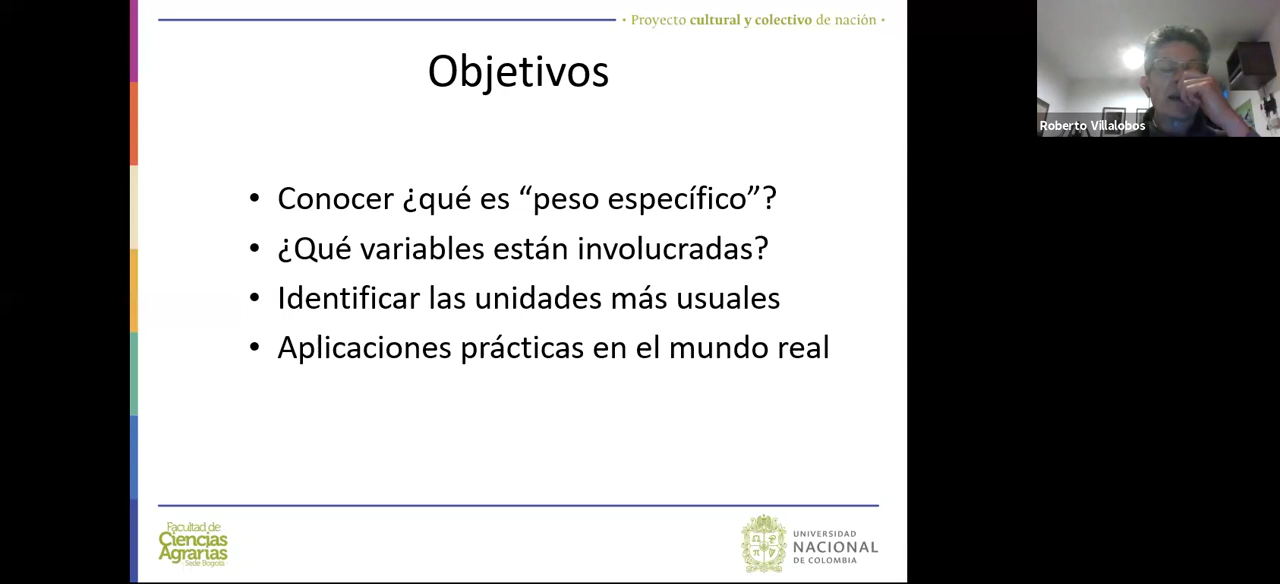 • Proyecto cultural y colectivo de nación •
Objetivos
• Conocer ¿qué es “peso específico”?
• ¿Qué variables están involucradas?
• Identificar las unidades más usuales
• Aplicaciones prácticas en el mundo real
Facultad de
Ciencias
Agrarias
Sede Bogotá
UNIVERSIDAD
NACIONAL
DE COLOMBIA
Roberto Villalobos